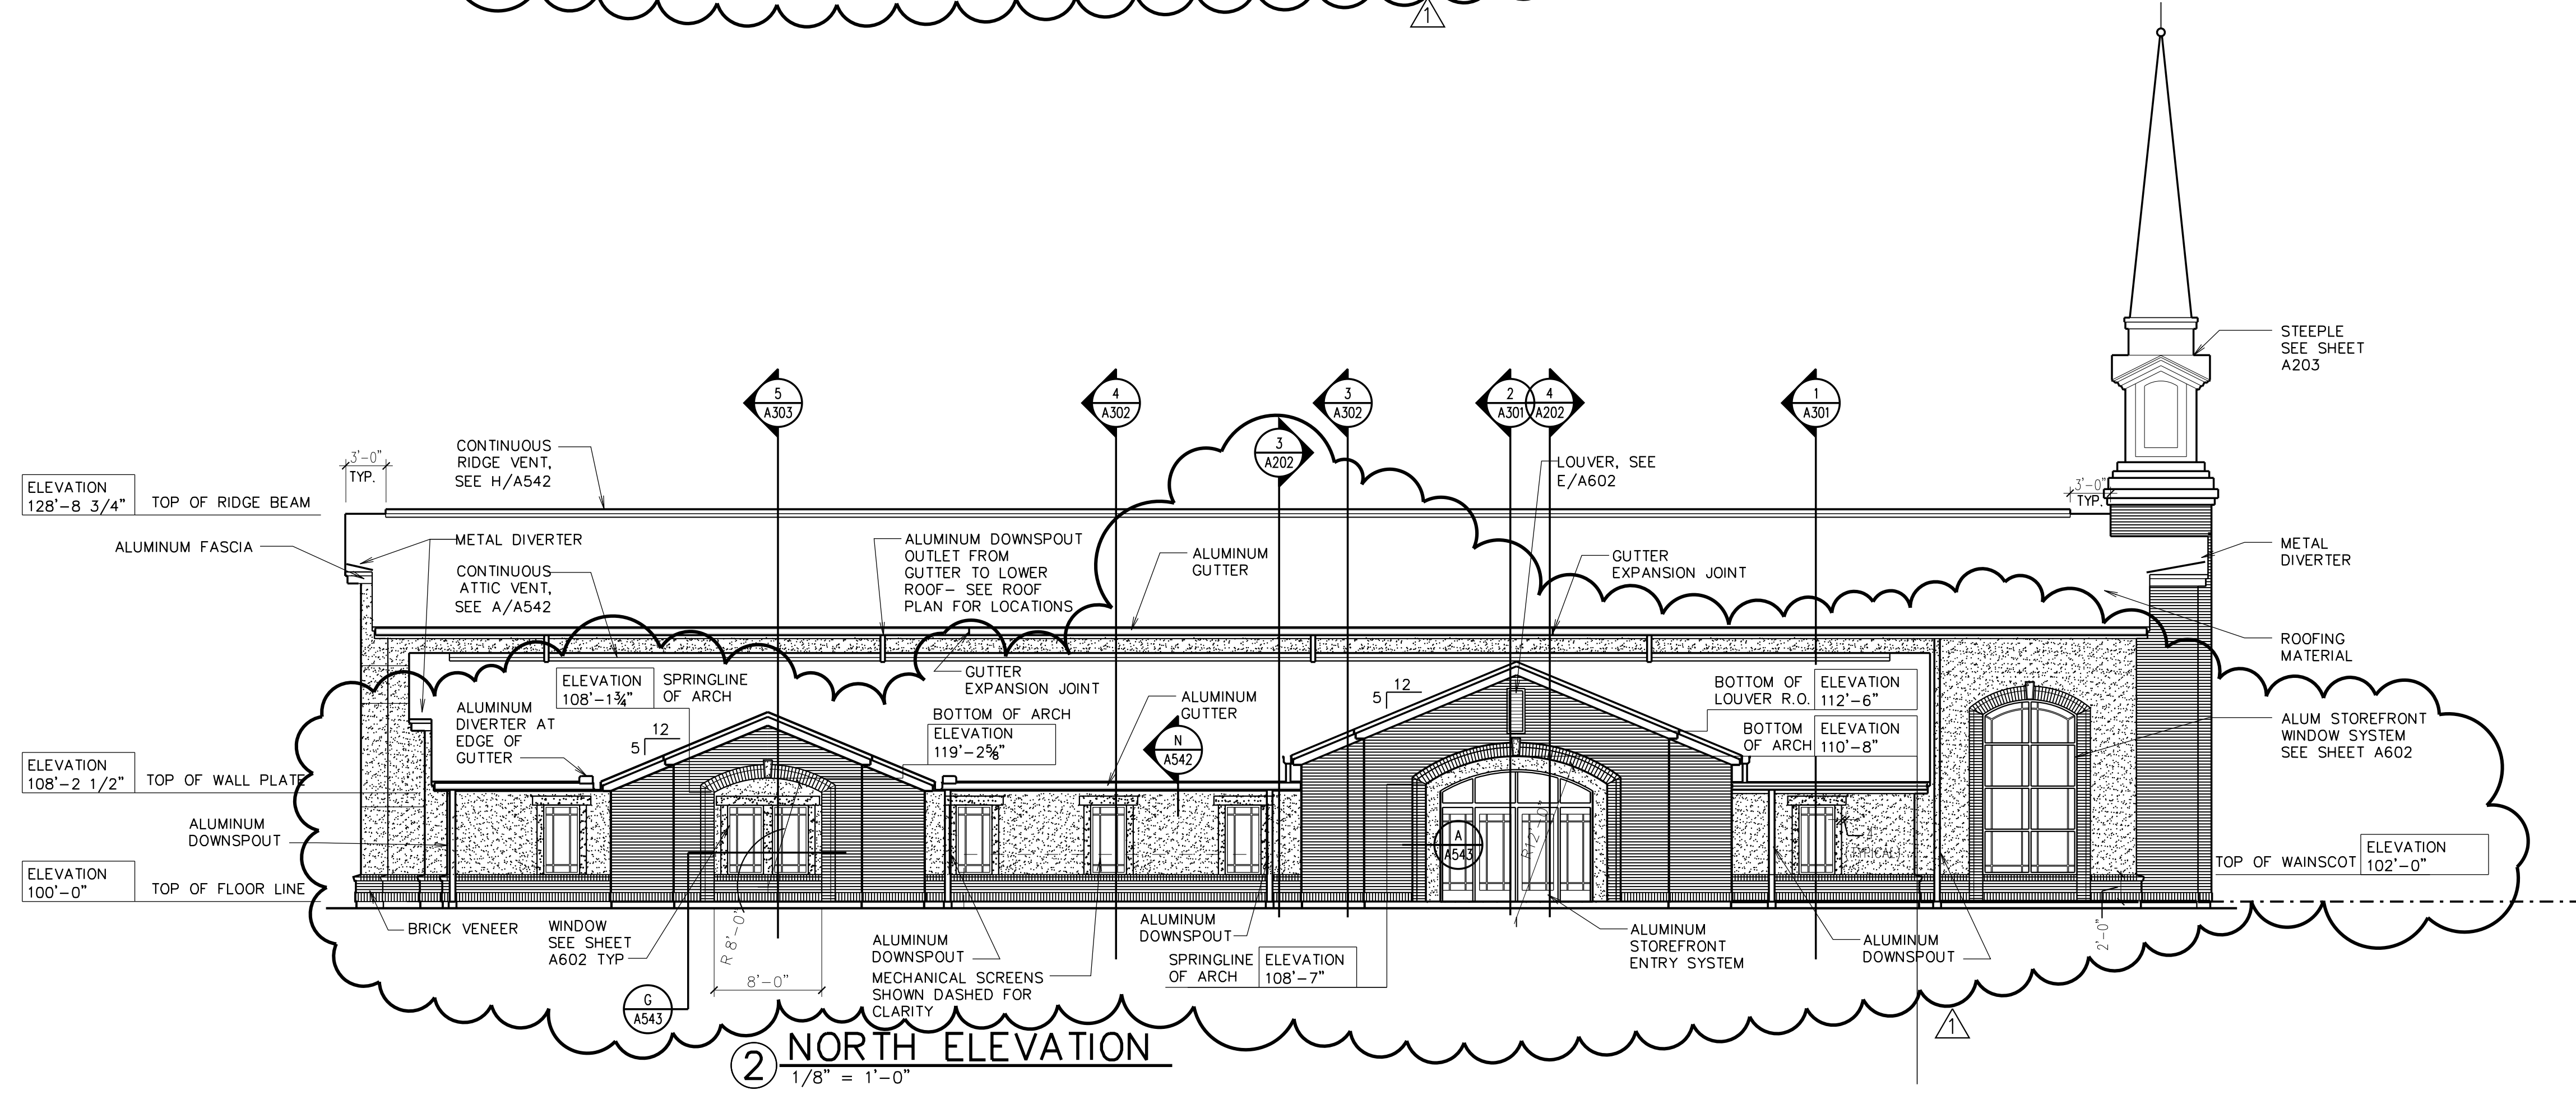 1
STEEPLE
SEE SHEET
A203
5
A303
4
A302
3
A202
3
A302
2
A301
4
A202
1
A301
CONTINUOUS
RIDGE VENT,
SEE H/A542
3'-0"
TYP.
LOUVER, SEE
E/A602
3'-0"
TYP.
ELEVATION
128'-8 3/4"
TOP OF RIDGE BEAM
ALUMINUM FASCIA
METAL DIVERTER
CONTINUOUS
ATTIC VENT,
SEE A/A542
ALUMINUM DOWNSPOUT
OUTLET FROM
GUTTER TO LOWER
ROOF- SEE ROOF
PLAN FOR LOCATIONS
ALUMINUM
GUTTER
GUTTER
EXPANSION JOINT
METAL
DIVERTER
ROOFING
MATERIAL
ELEVATION
108'-1¾"
SPRINGLINE
OF ARCH
GUTTER
EXPANSION JOINT
ALUMINUM
DIVERTER AT
EDGE OF
GUTTER
12
5
BOTTOM OF ARCH
ELEVATION
119'-2⅝"
ALUMINUM
GUTTER
N
A542
12
5
BOTTOM OF
LOUVER R.O.
ELEVATION
112'-6"
BOTTOM
OF ARCH
ELEVATION
110'-8"
ALUM STOREFRONT
WINDOW SYSTEM
SEE SHEET A602
ELEVATION
108'-2 1/2"
TOP OF WALL PLATE
ALUMINUM
DOWNSPOUT
R12'-0"
A
A543
(TYPICAL)
TOP OF WAINSCOT
ELEVATION
102'-0"
ELEVATION
100'-0"
TOP OF FLOOR LINE
BRICK VENEER
WINDOW
SEE SHEET
A602 TYP
R 8'-0"
8'-0"
G
A543
ALUMINUM
DOWNSPOUT
MECHANICAL SCREENS
SHOWN DASHED FOR
CLARITY
ALUMINUM
DOWNSPOUT
SPRINGLINE
OF ARCH
ELEVATION
108'-7"
ALUMINUM
STOREFRONT
ENTRY SYSTEM
ALUMINUM
DOWNSPOUT
2'-0"
1
2
NORTH ELEVATION
1/8" = 1'-0"